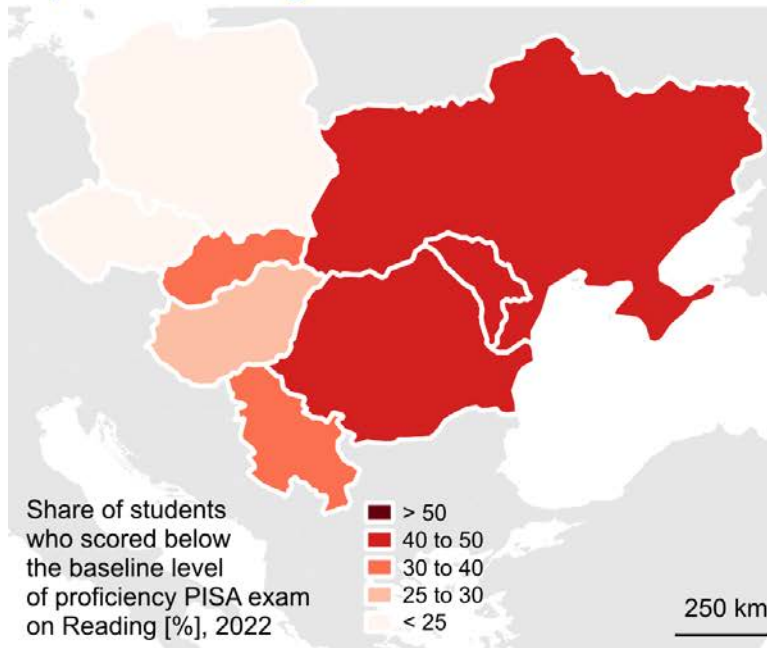 Share of students
who scored below
the baseline level
of proficiency PISA exam
on Reading [%], 2022
> 50
40 to 50
30 to 40
25 to 30
< 25
250 km